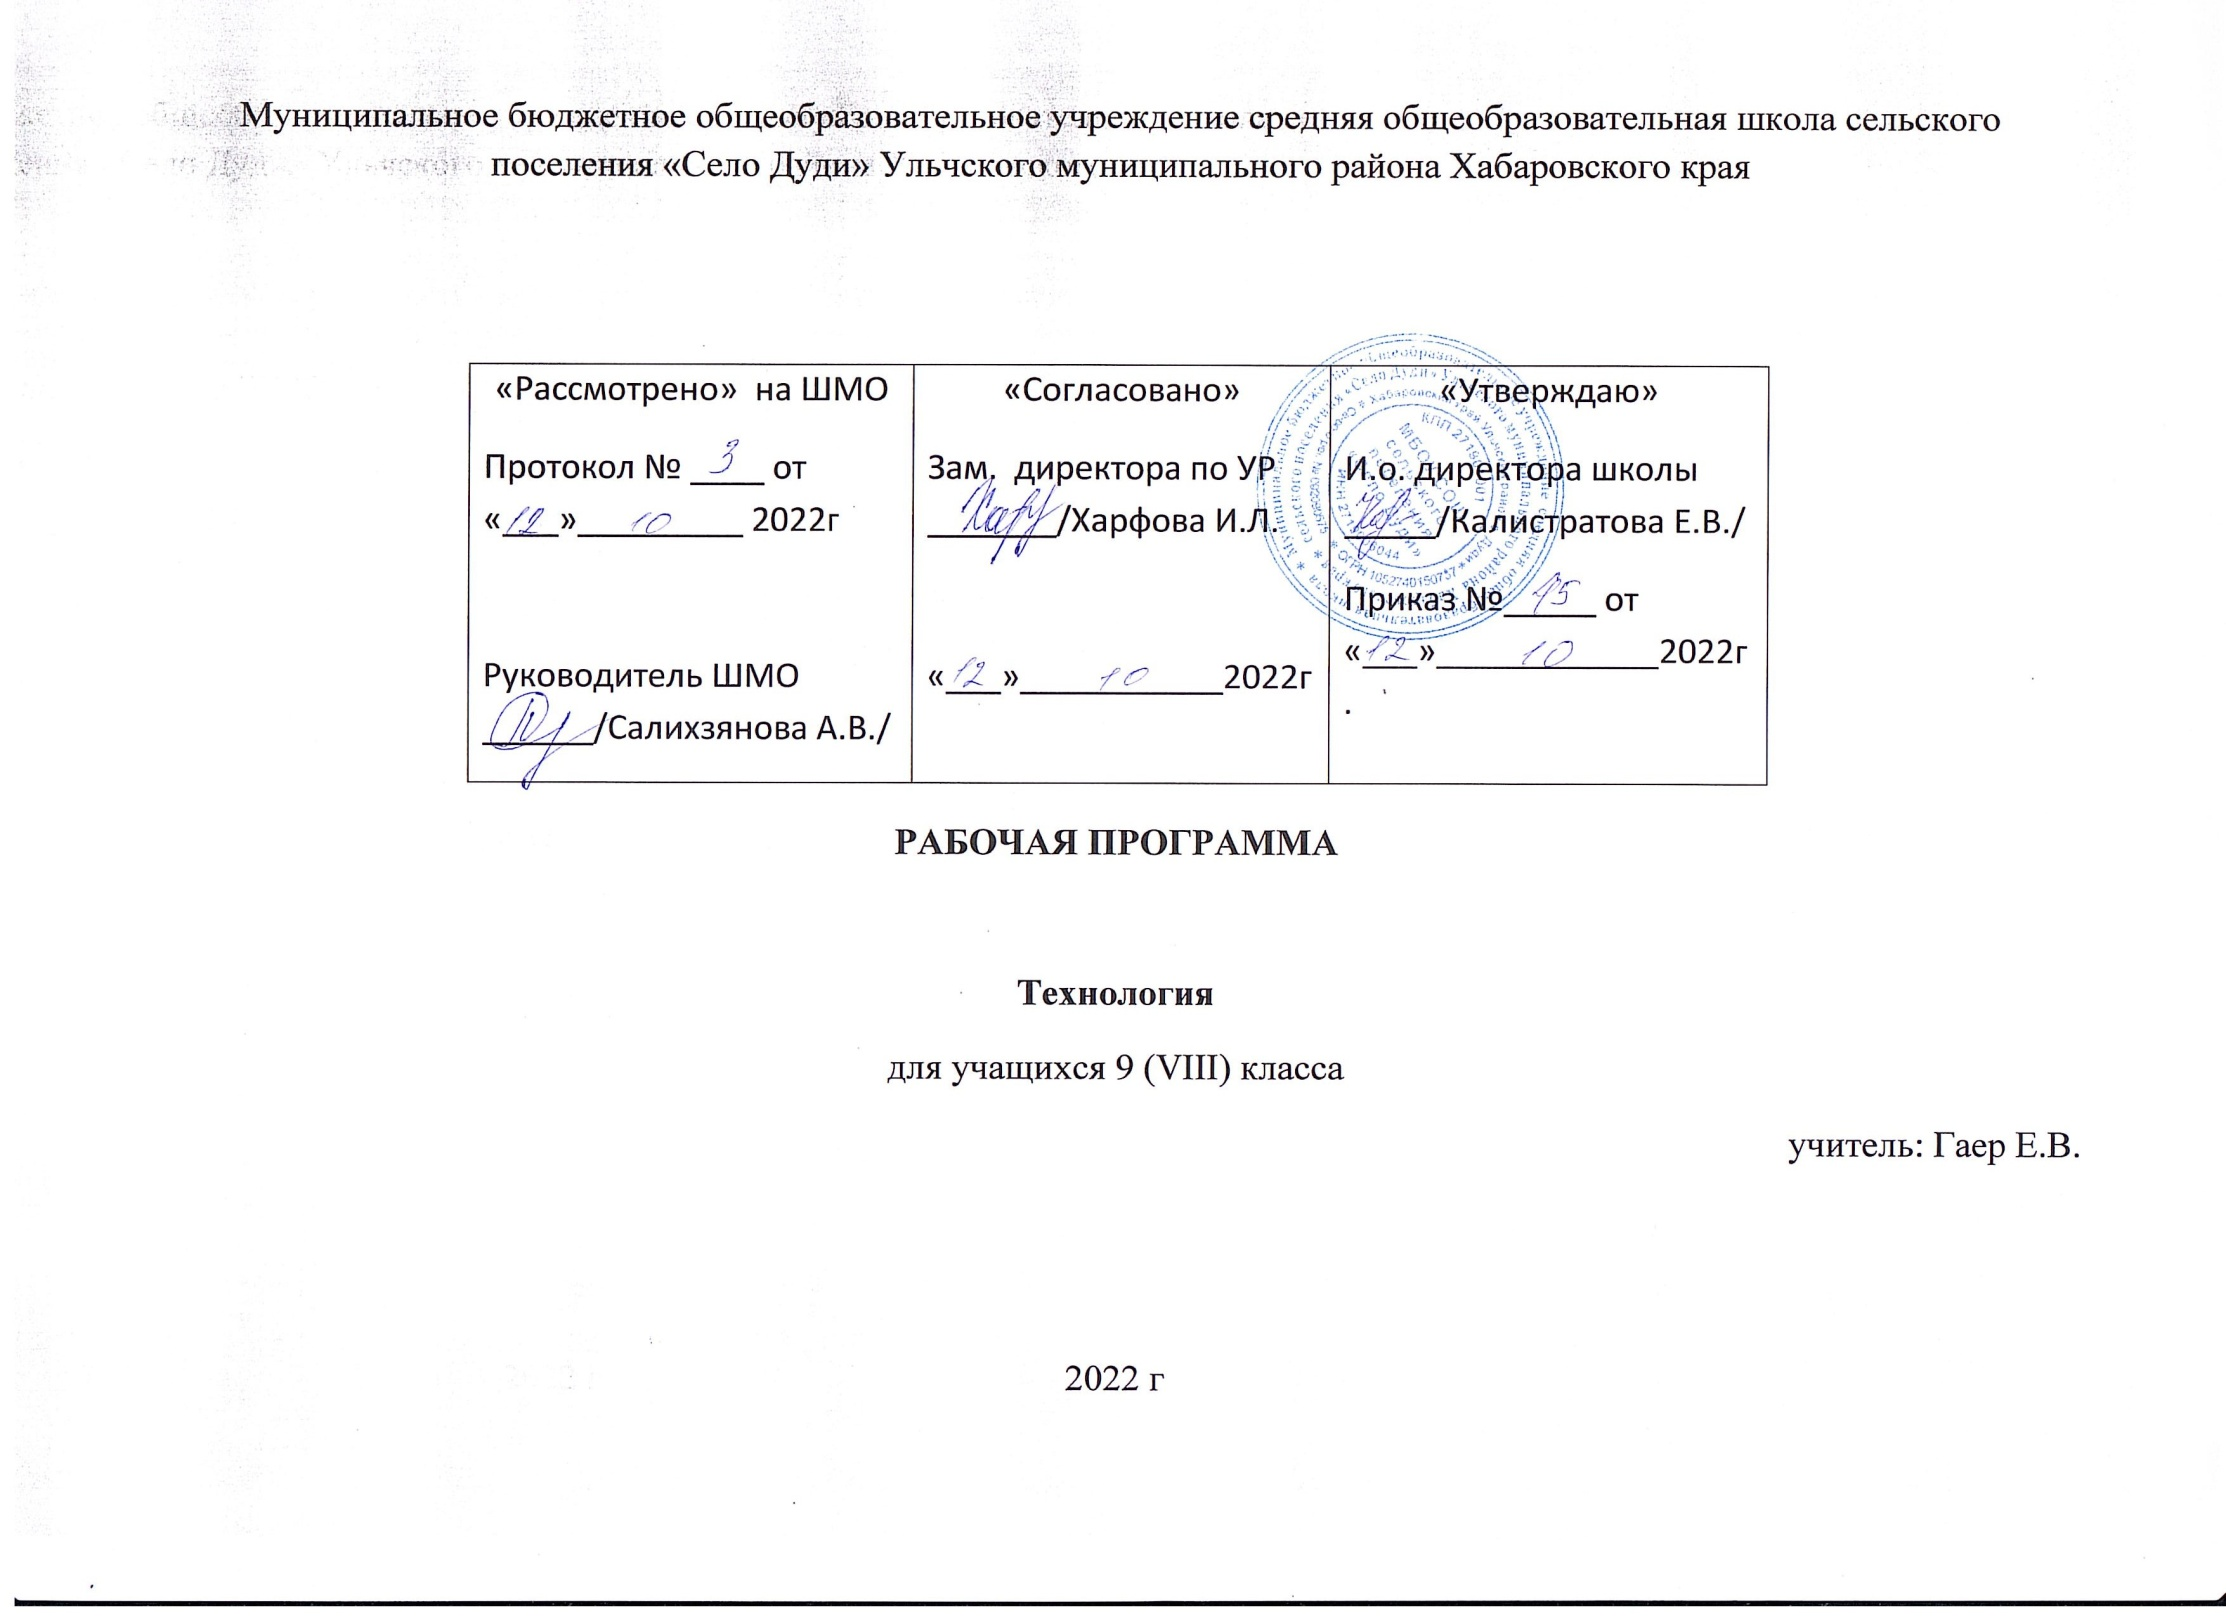 Муниципальное бюджетное общеобразовательное учреждение средняя общеобразовательная школа сельского
поселения «Село Дуди» Ульчского муниципального района Хабаровского края
«Рассмотрено» на ШМО
Протокол № 3 от
«12» 10 2022г
Руководитель ШМО
/Салихзянова А.В./
«Согласовано»
Зам. директора по УР
/Харфова И.Л.
«12» 10 2022г
«Утверждаю»
И.о. директора школы
/Калистратова Е.В./
Приказ № от
«12» 10 2022г
.
ОГРН 1052740150757
РАБОЧАЯ ПРОГРАММА
Технология
для учащихся 9 (VIII) класса
учитель: Гаер Е.В.
2022 г